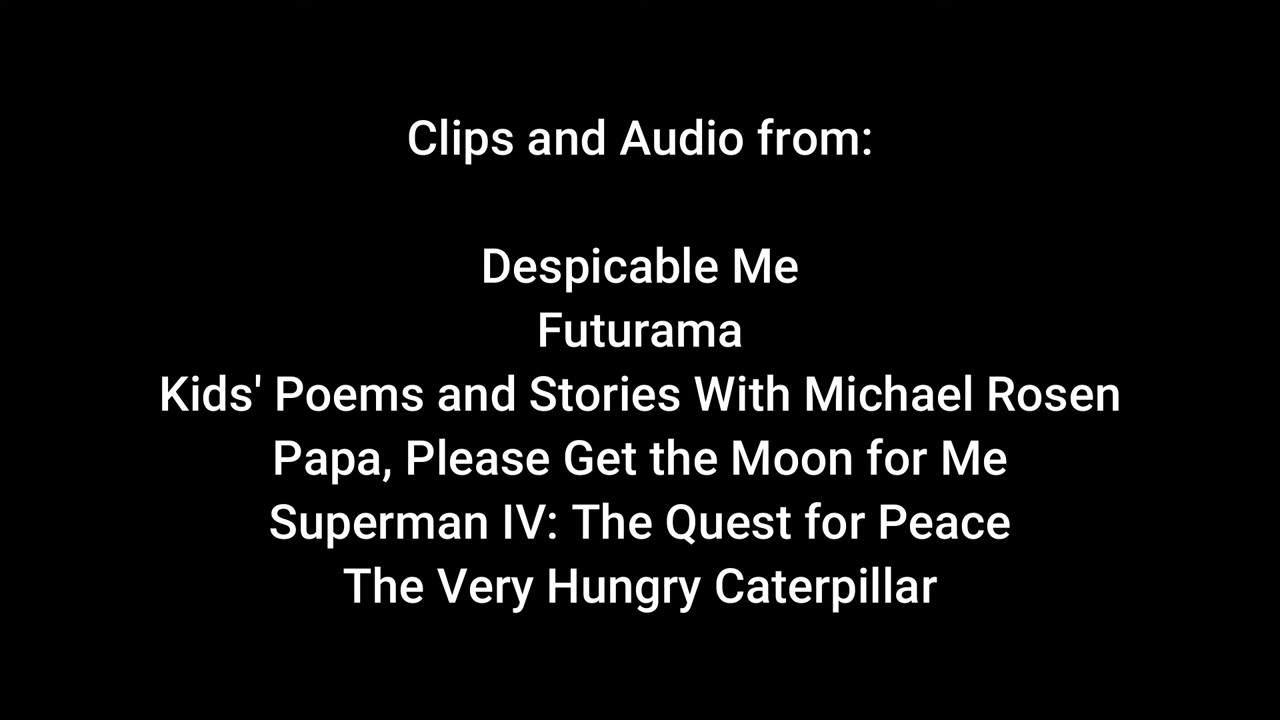 Clips and Audio from:
Despicable Me
Futurama
Kids' Poems and Stories With Michael Rosen
Papa, Please Get the Moon for Me
Superman IV: The Quest for Peace
The Very Hungry Caterpillar